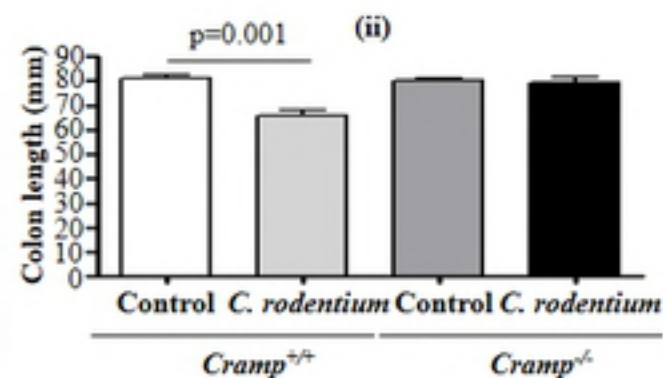 (ii)
p=0.001
Colon length (mm)
90
80
70
60
50
40
30
20
10
0
Control C. rodentium Control C. rodentium
Cramp+/+ Cramp-/-